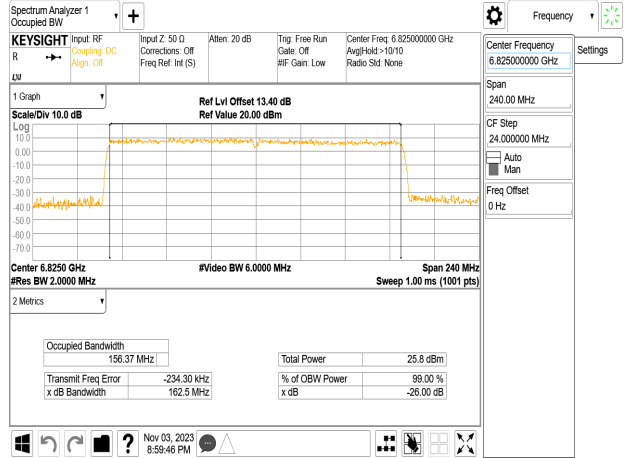 Spectrum Analyzer 1
Occupied BW
Frequency
KEYSIGHT
R
LXI
Input: RF
Coupling: DC
Align: Off
Input Z: 50 Ω
Corrections: Off
Freq Ref: Int (S)
Atten: 20 dB
Trig: Free Run
Gate: Off
#IF Gain: Low
Center Freq: 6.825000000 GHz
Avg|Hold:>10/10
Radio Std: None
Center Frequency
6.825000000 GHz
Settings
Span
240.00 MHz
CF Step
24.000000 MHz
Auto
Man
Freq Offset
0 Hz
1 Graph
Scale/Div 10.0 dB
Ref Lvl Offset 13.40 dB
Ref Value 20.00 dBm
Log
10.0
0.00
-10.0
-20.0
-30.0
-40.0
-50.0
-60.0
-70.0
Center 6.8250 GHz
#Video BW 6.0000 MHz
Span 240 MHz
#Res BW 2.0000 MHz
Sweep 1.00 ms (1001 pts)
2 Metrics
Occupied Bandwidth
156.37 MHz
Total Power 25.8 dBm
Transmit Freq Error -234.30 kHz
% of OBW Power 99.00 %
x dB Bandwidth 162.5 MHz
x dB -26.00 dB
?
Nov 03, 2023
8:59:46 PM